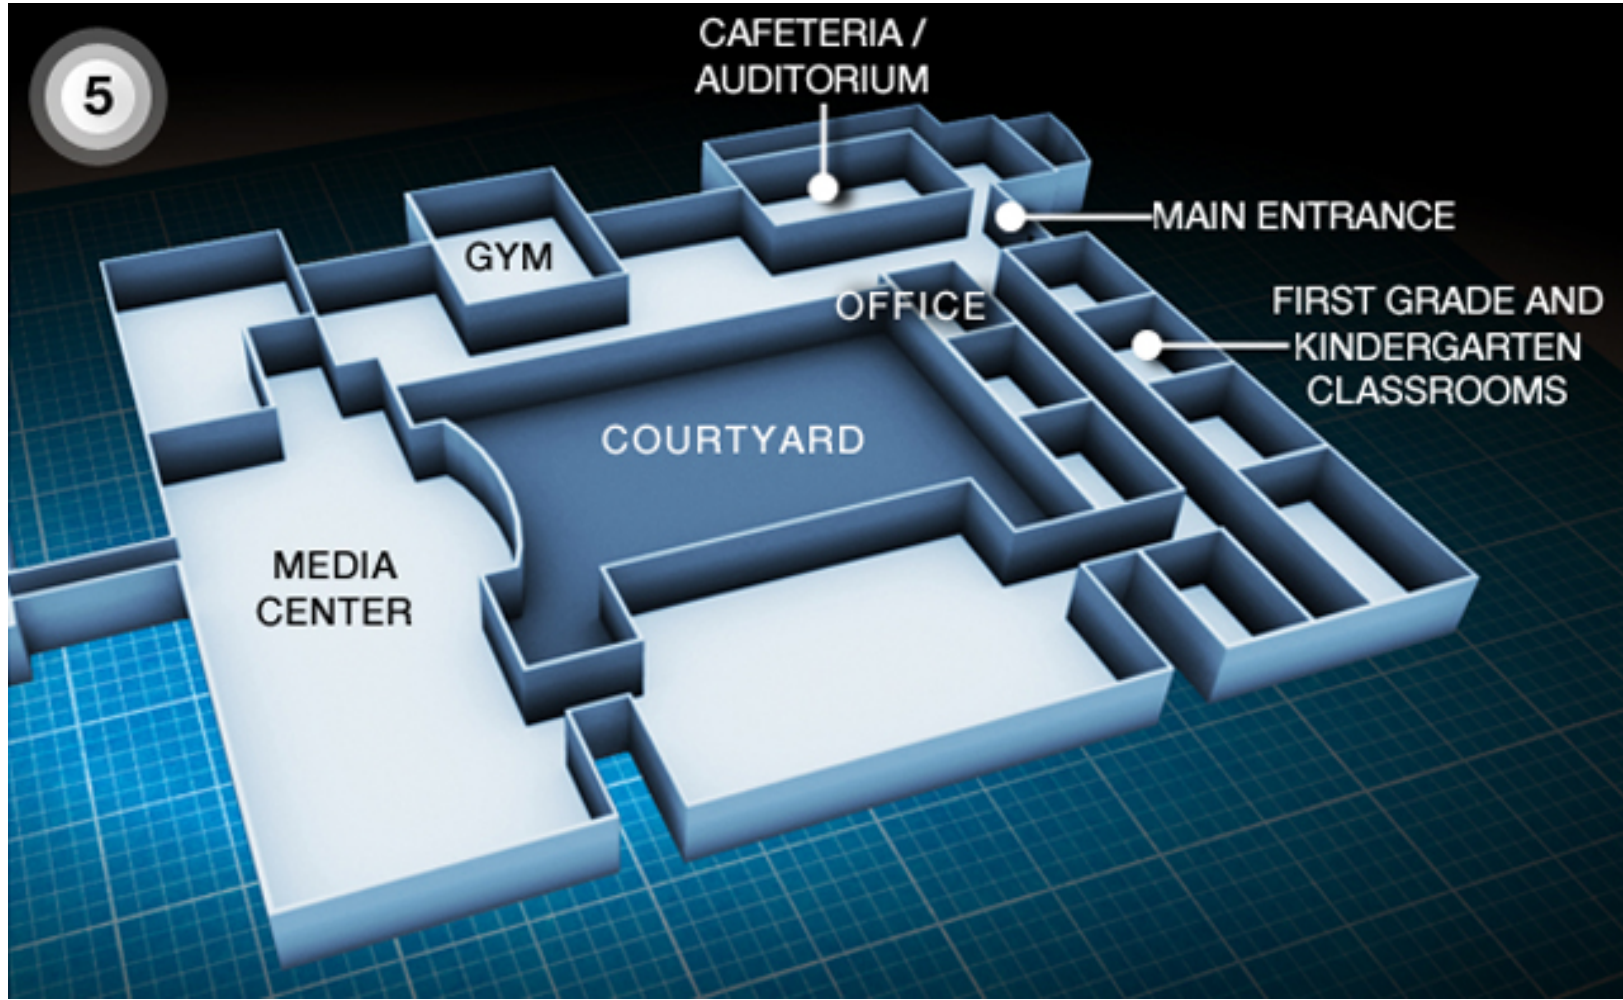 5
CAFETERIA /
AUDITORIUM
GYM
MAIN ENTRANCE
OFFICE
FIRST GRADE AND
KINDERGARTEN
CLASSROOMS
COURTYARD
MEDIA
CENTER